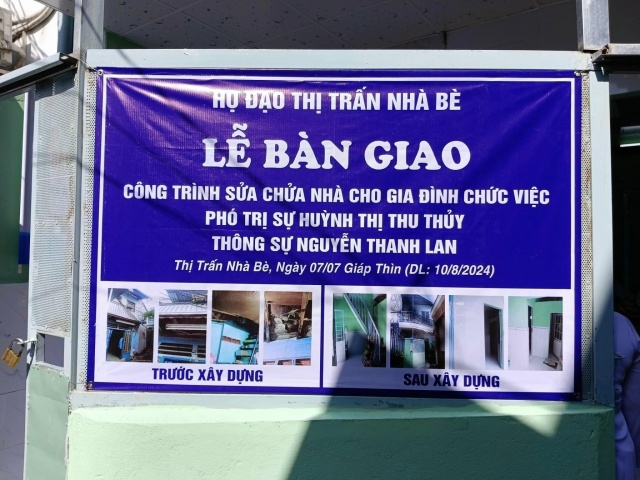 HỌ ĐẠO THỊ TRẤN NHÀ BÈ
LỄ BÀN GIAO
CÔNG TRÌNH SỬA CHỬA NHÀ CHO GIA ĐÌNH CHỨC VIỆC
PHÓ TRỊ SỰ HUỲNH THỊ THU THỦY
THÔNG SỰ NGUYỄN THANH LAN
Thị Trấn Nhà Bè, Ngày 07/07 Giáp Thìn (DL: 10/8/2024)
TRƯỚC XÂY DỰNG
SAU XÂY DỰNG